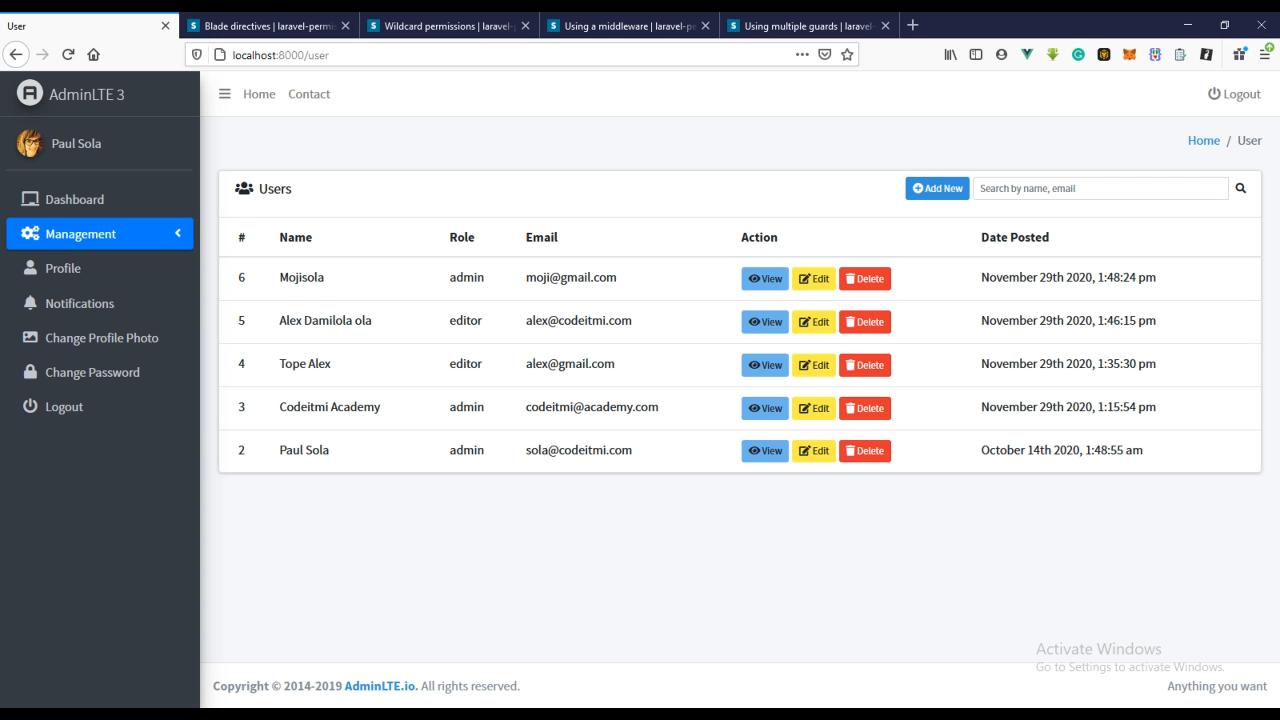 User
Blade directives | laravel-permis
Wildcard permissions | laravel-
Using a middleware | laravel-pe
Using multiple guards | laravel
localhost:8000/user
AdminLTE 3
Home Contact
Logout
Paul Sola
Home / User
Dashboard
Management
Profile
Notifications
Change Profile Photo
Change Password
Logout
Users
Add New Search by name, email
# Name Role Email Action Date Posted
6 Mojisola admin moji@gmail.com View Edit Delete November 29th 2020, 1:48:24 pm
5 Alex Damilola ola editor alex@codeitmi.com View Edit Delete November 29th 2020, 1:46:15 pm
4 Tope Alex editor alex@gmail.com View Edit Delete November 29th 2020, 1:35:30 pm
3 Codeitmi Academy admin codeitmi@academy.com View Edit Delete November 29th 2020, 1:15:54 pm
2 Paul Sola admin sola@codeitmi.com View Edit Delete October 14th 2020, 1:48:55 am
Activate Windows
Go to Settings to activate Windows.
Copyright © 2014-2019 AdminLTE.io. All rights reserved.
Anything you want